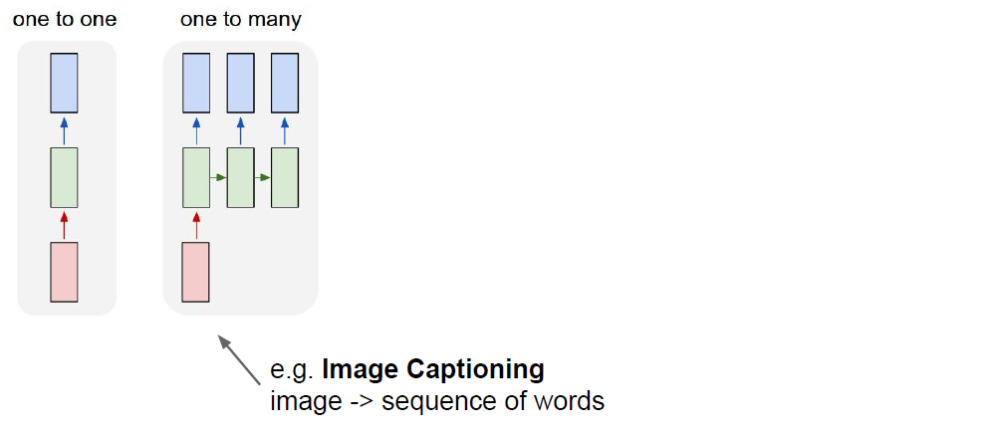 one to one
one to many
e.g. Image Captioning
image -> sequence of words